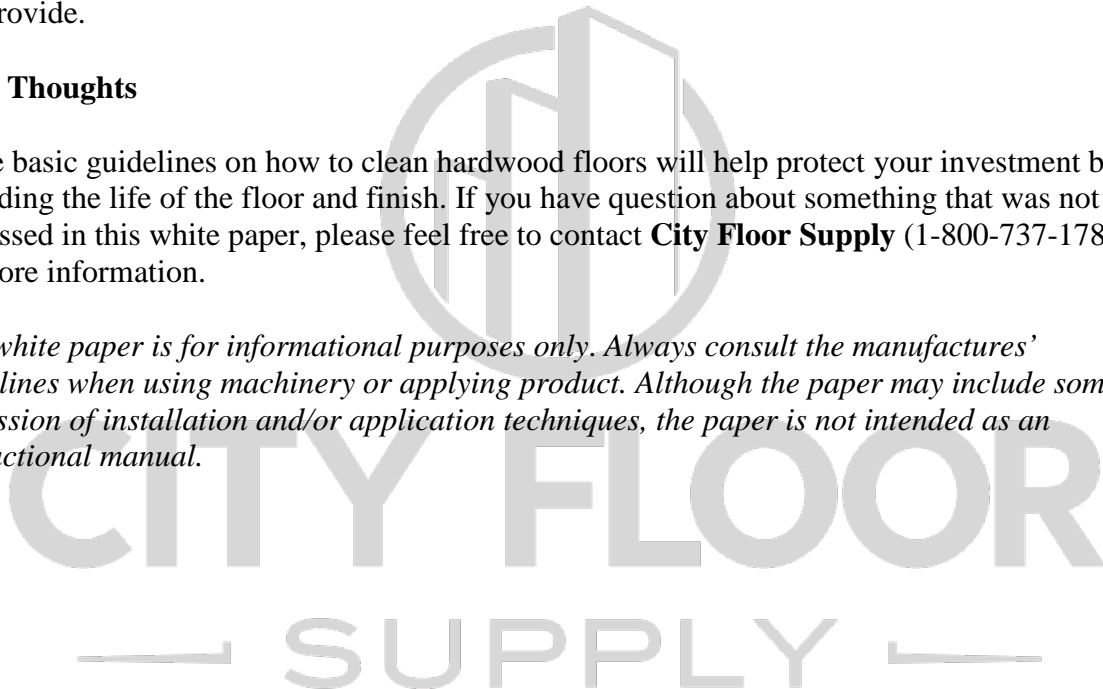 rovide.
Thoughts
e basic guidelines on how to clean hardwood floors will help protect your investment b
ding the life of the floor and finish. If you have question about something that was not
ssed in this white paper, please feel free to contact City Floor Supply (1-800-737-178
ore information.
white paper is for informational purposes only. Always consult the manufactures’
lines when using machinery or applying product. Although the paper may include som
ssion of installation and/or application techniques, the paper is not intended as an
uctional manual.
CITY FLOOR
SUPPLY